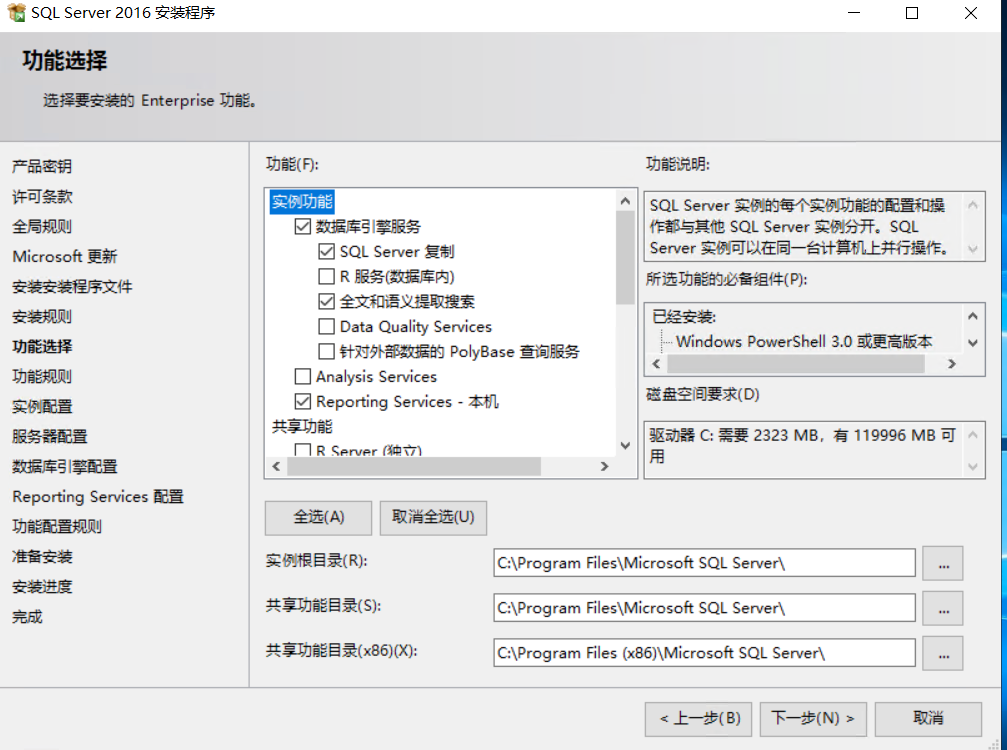 SQL Server 2016 安装程序
功能选择
选择要安装的 Enterprise 功能。
产品密钥
许可条款
全局规则
Microsoft 更新
安装安装程序文件
安装规则
功能选择
功能规则
实例配置
服务器配置
数据库引擎配置
Reporting Services 配置
功能配置规则
准备安装
安装进度
完成
功能(F):
实例功能
数据库引擎服务
SQL Server 复制
R 服务(数据库内)
全文和语义提取搜索
Data Quality Services
针对外部数据的 PolyBase 查询服务
Analysis Services
Reporting Services - 本机
共享功能
R Server (独立)
功能说明:
SQL Server 实例的每个实例功能的配置和操
作都与其他 SQL Server 实例分开。SQL
Server 实例可以在同一台计算机上并行操作。
所选功能的必备组件(P):
已经安装:
Windows PowerShell 3.0 或更高版本
磁盘空间要求(D)
驱动器 C: 需要 2323 MB，有 119996 MB 可
用
全选(A)
取消全选(U)
实例根目录(R):
C:\Program Files\Microsoft SQL Server\
...
共享功能目录(S):
C:\Program Files\Microsoft SQL Server\
...
共享功能目录(x86)(X):
C:\Program Files (x86)\Microsoft SQL Server\
...
< 上一步(B)
下一步(N) >
取消